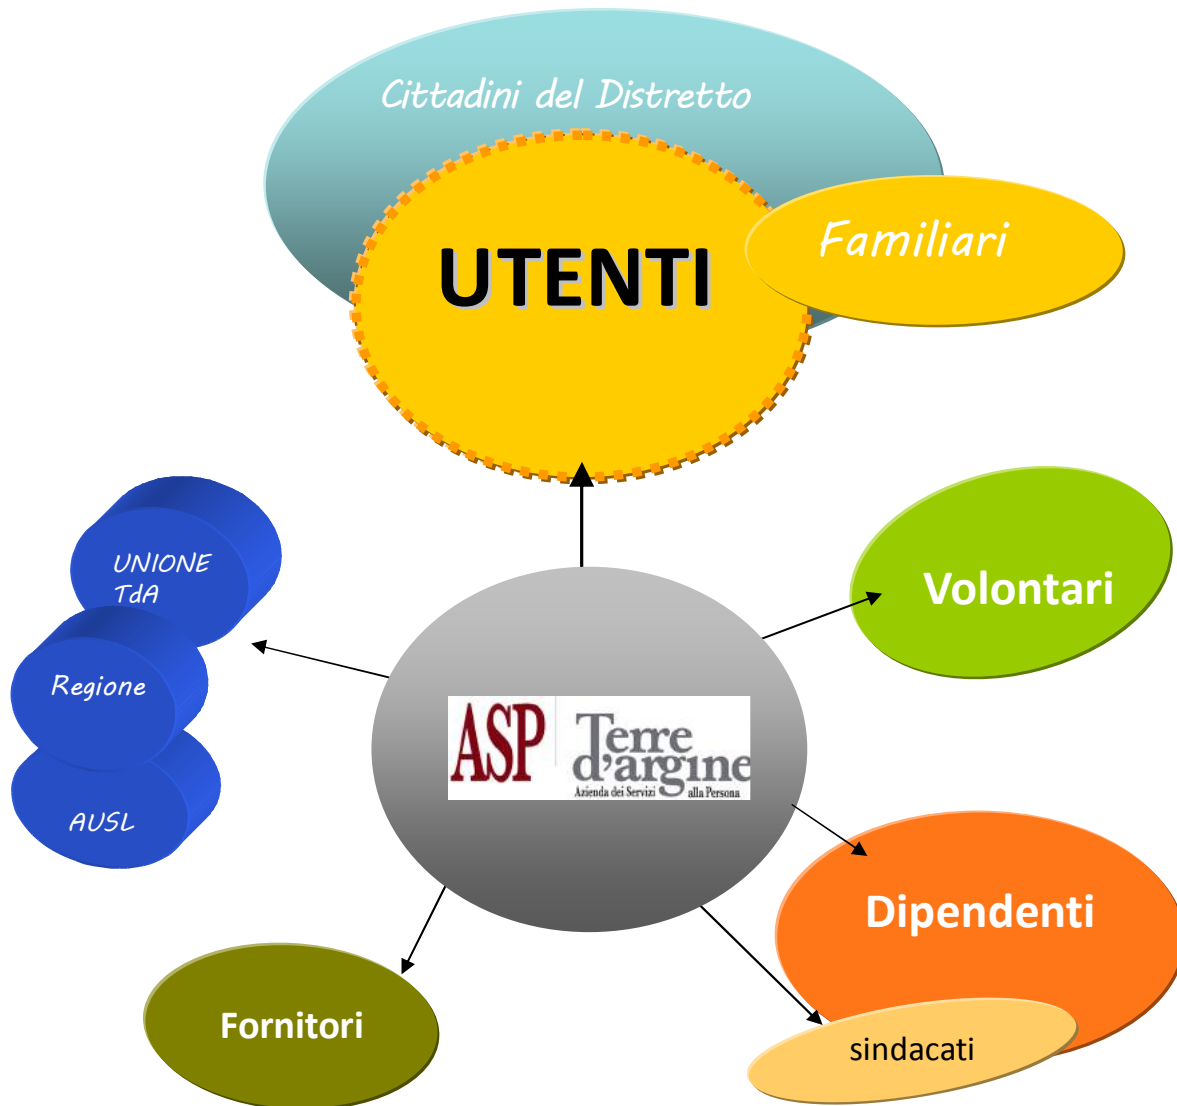 Cittadini del Distretto
UTENTI
Familiari
UNIONE
TdA
Regione
AUSL
Volontari
ASP
Terre
d'argine
Azienda dei Servizi alla Persona
Dipendenti
sindacati
Fornitori